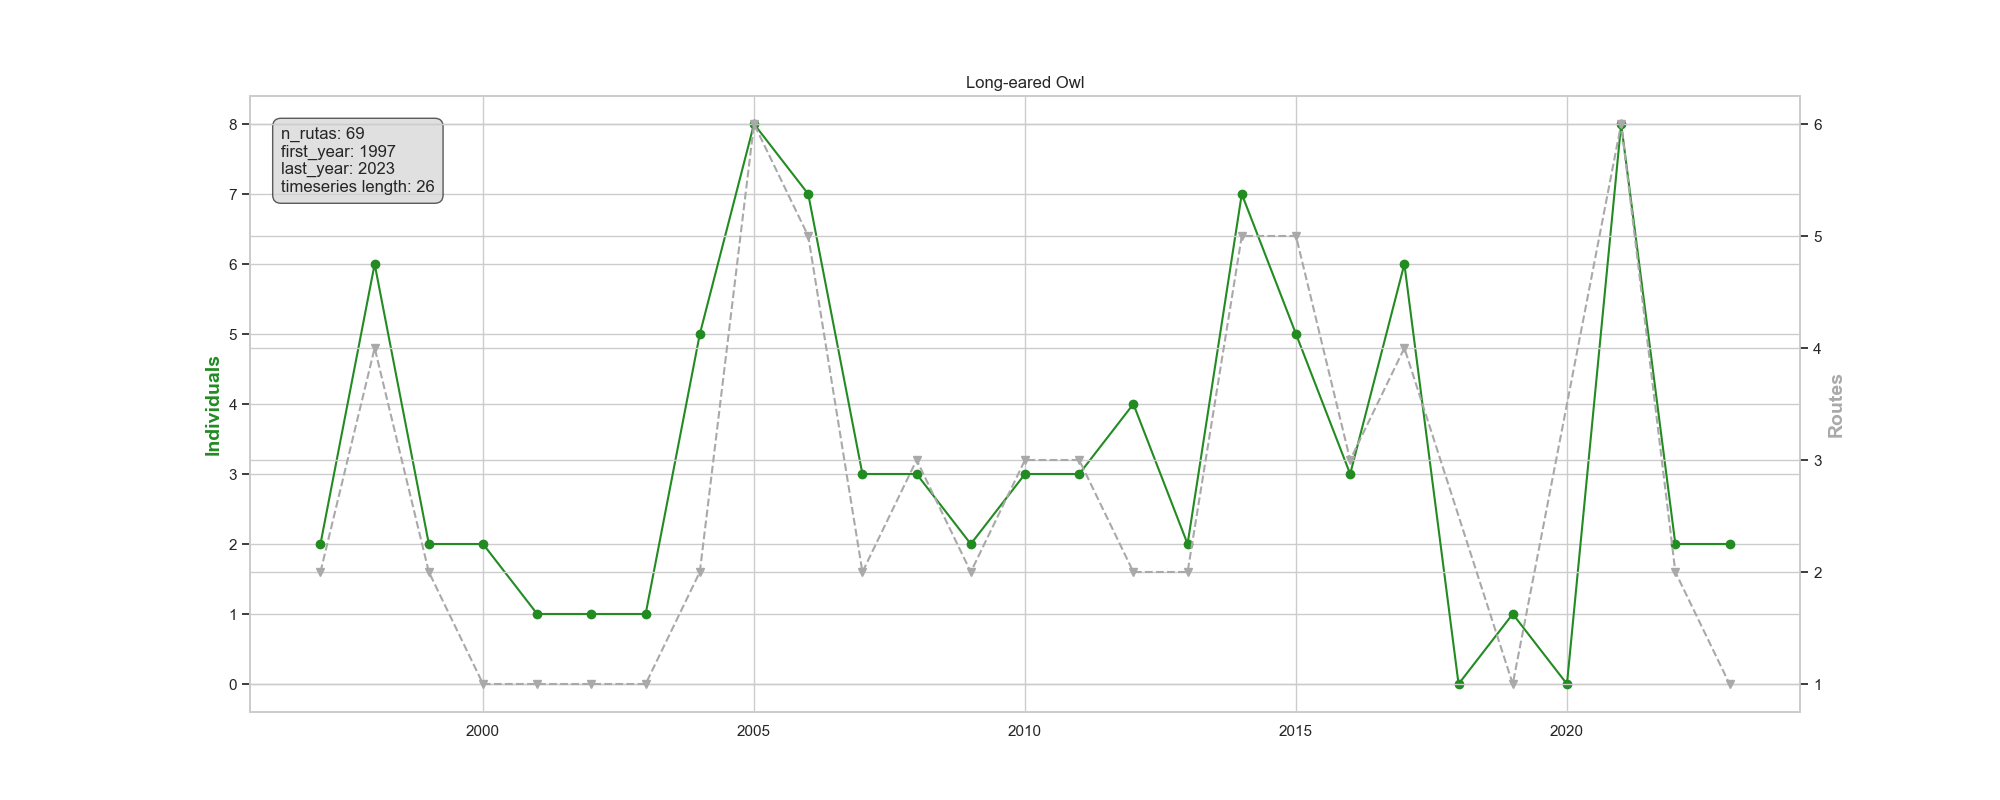 Long-eared Owl
n_rutas: 69
first_year: 1997
last_year: 2023
timeseries length: 26
8
7
6
5
4
3
2
1
0
Individuals
6
5
4
3
2
1
Routes
2000 2005 2010 2015 2020